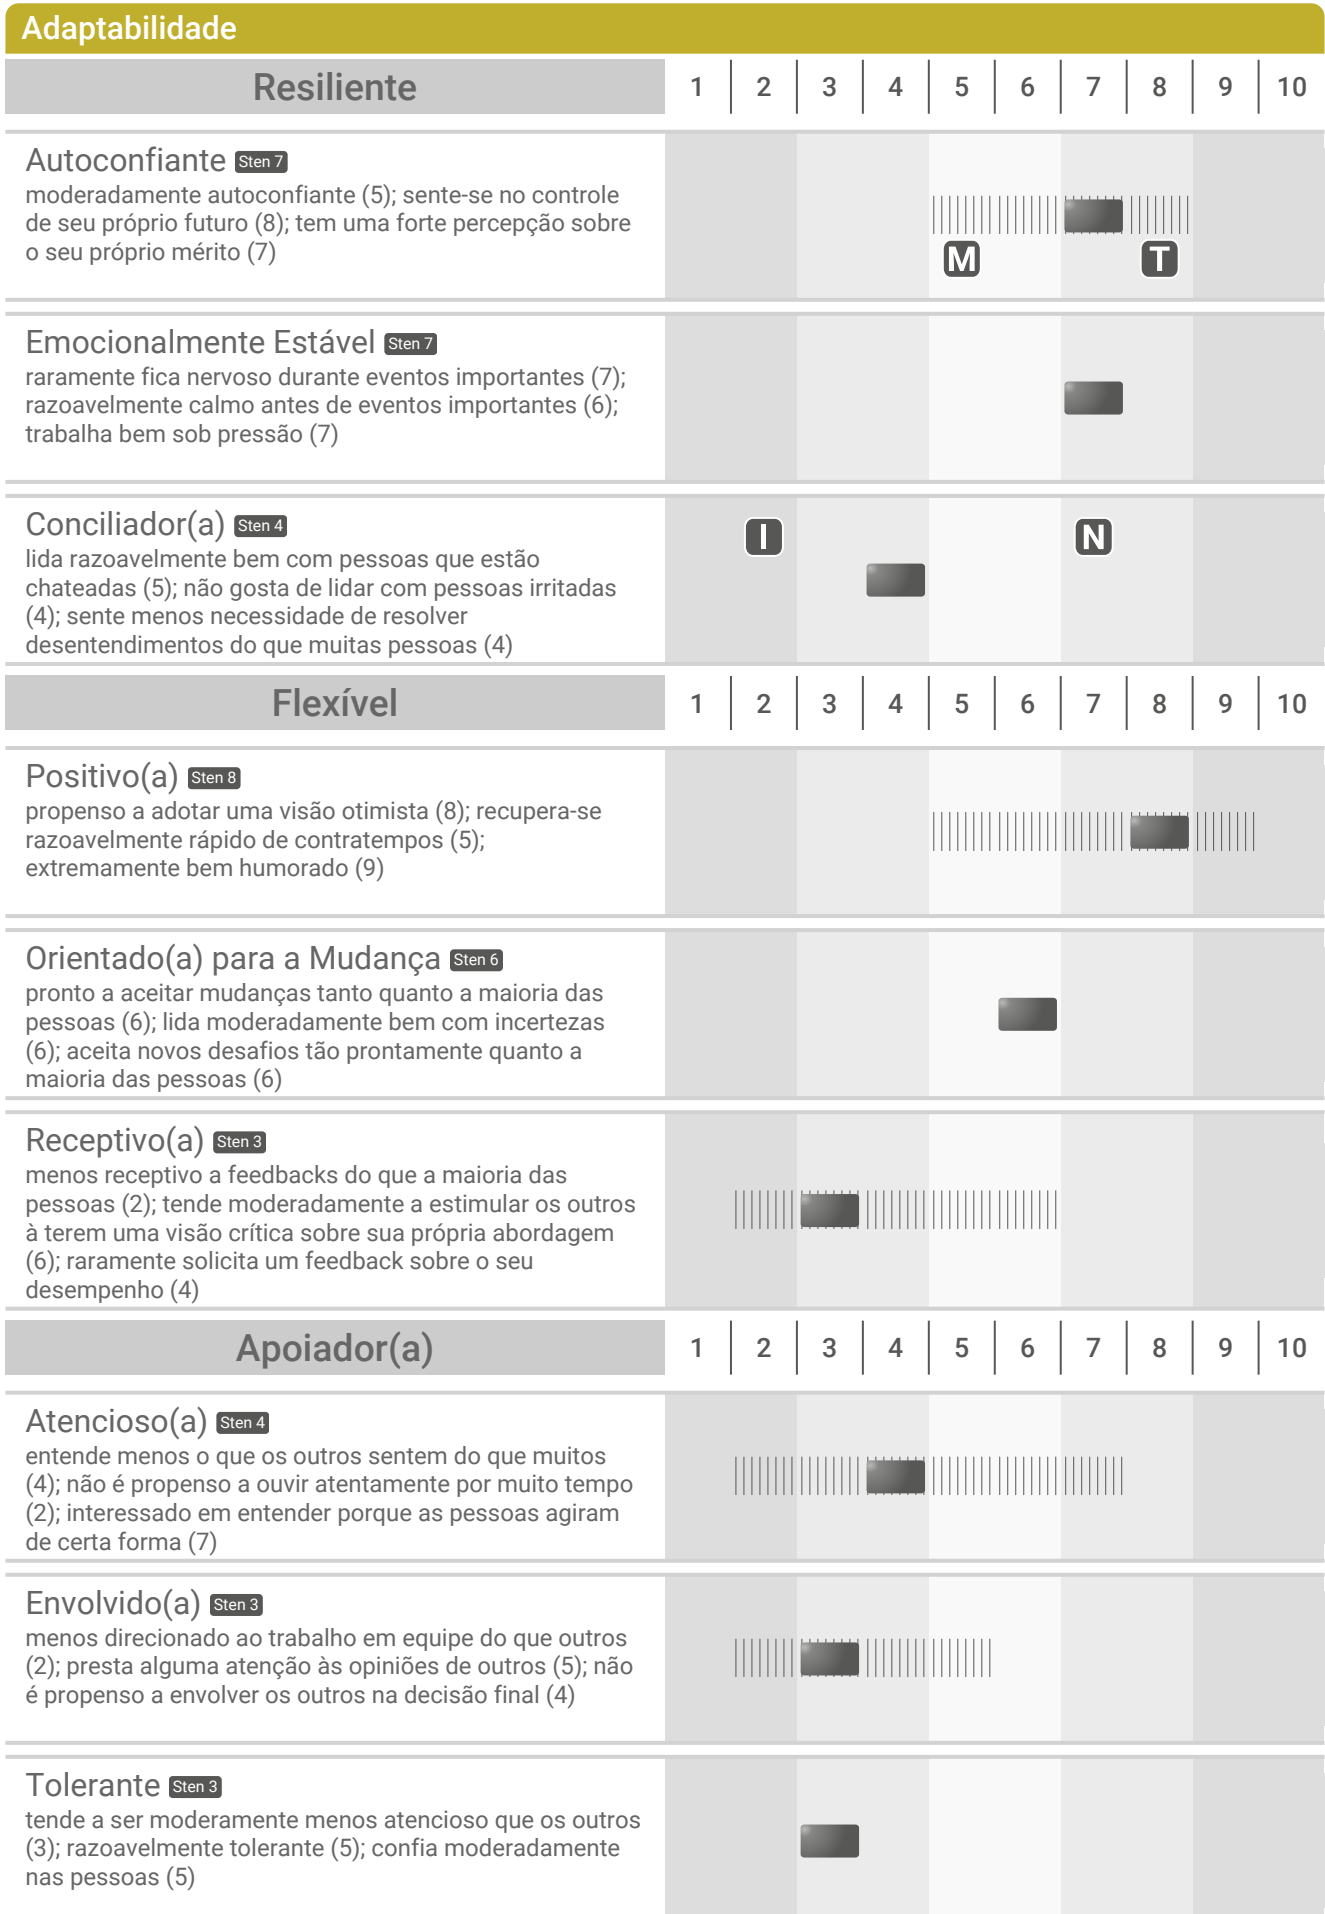 Adaptabilidade
Resiliente 1 2 3 4 5 6 7 8 9 10
Autoconfiante Sten 7
moderadamente autoconfiante (5); sente-se no controle
de seu próprio futuro (8); tem uma forte percepção sobre
o seu próprio mérito (7)
M T
Emocionalmente Estável Sten 7
raramente fica nervoso durante eventos importantes (7);
razoavelmente calmo antes de eventos importantes (6);
trabalha bem sob pressão (7)
Conciliador(a) Sten 4
I N
lida razoavelmente bem com pessoas que estão
chateadas (5); não gosta de lidar com pessoas irritadas
(4); sente menos necessidade de resolver
desentendimentos do que muitas pessoas (4)
Flexível 1 2 3 4 5 6 7 8 9 10
Positivo(a) Sten 8
propenso a adotar uma visão otimista (8); recupera-se
razoavelmente rápido de contratempos (5);
extremamente bem humorado (9)
Orientado(a) para a Mudança Sten 6
pronto a aceitar mudanças tanto quanto a maioria das
pessoas (6); lida moderadamente bem com incertezas
(6); aceita novos desafios tão prontamente quanto a
maioria das pessoas (6)
Receptivo(a) Sten 3
menos receptivo a feedbacks do que a maioria das
pessoas (2); tende moderadamente a estimular os outros
à terem uma visão crítica sobre sua própria abordagem
(6); raramente solicita um feedback sobre o seu
desempenho (4)
Apoiador(a) 1 2 3 4 5 6 7 8 9 10
Atencioso(a) Sten 4
entende menos o que os outros sentem do que muitos
(4); não é propenso a ouvir atentamente por muito tempo
(2); interessado em entender porque as pessoas agiram
de certa forma (7)
Envolvido(a) Sten 3
menos direcionado ao trabalho em equipe do que outros
(2); presta alguma atenção às opiniões de outros (5); não
é propenso a envolver os outros na decisão final (4)
Tolerante Sten 3
tende a ser moderamente menos atencioso que os outros
(3); razoavelmente tolerante (5); confia moderadamente
nas pessoas (5)